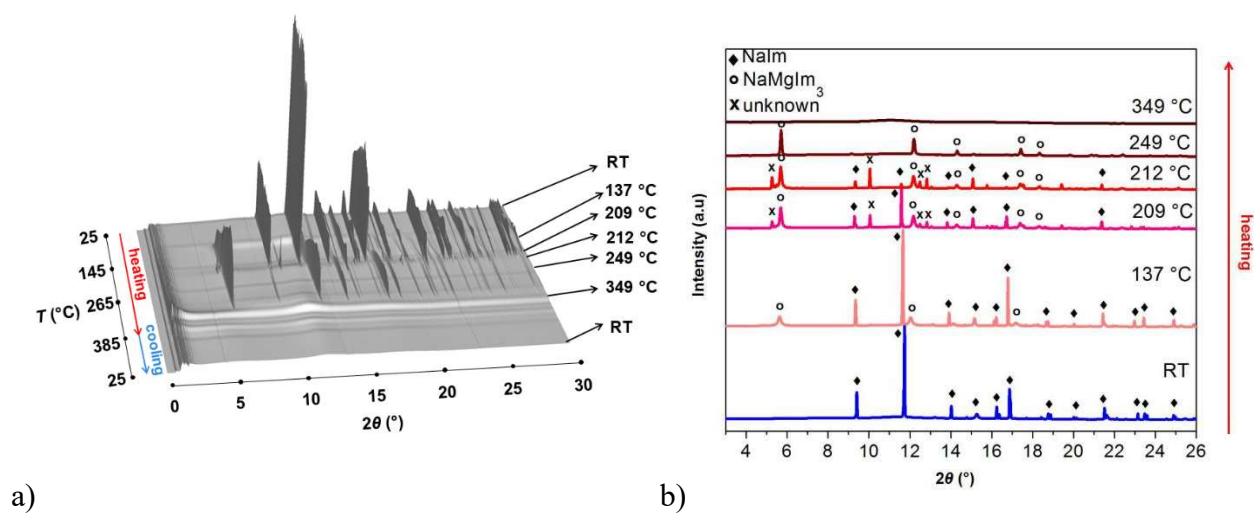 RT
137 °C
209 °C
212 °C
249 °C
349 °C
RT
25
145
265
385
25
T (°C)
heating
cooling
0
5
10
15
20
25
30
2θ (°)
a)
♦ NaIm
o NaMgIm3
x unknown
349 °C
249 °C
212 °C
209 °C
137 °C
RT
Intensity (a.u)
4
6
8
10
12
14
16
18
20
22
24
26
2θ (°)
heating
b)